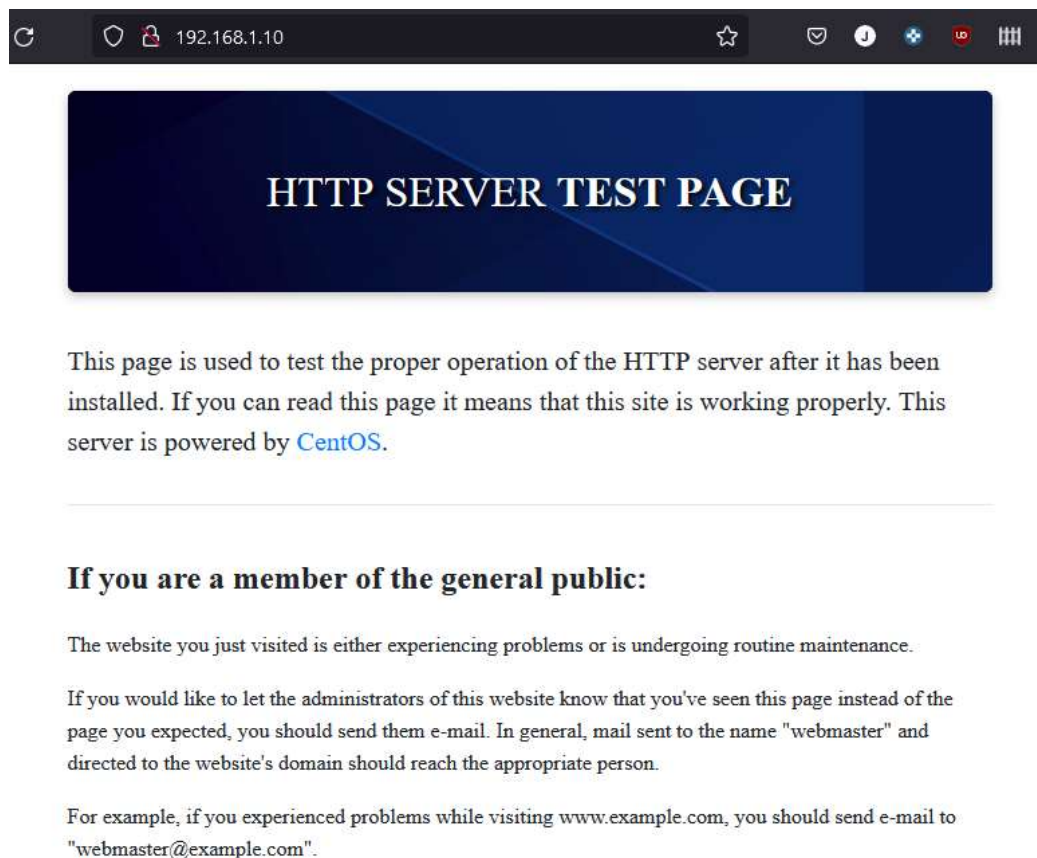 192.168.1.10
HTTP SERVER TEST PAGE
This page is used to test the proper operation of the HTTP server after it has been
installed. If you can read this page it means that this site is working properly. This
server is powered by CentOS.
If you are a member of the general public:
The website you just visited is either experiencing problems or is undergoing routine maintenance.
If you would like to let the administrators of this website know that you've seen this page instead of the
page you expected, you should send them e-mail. In general, mail sent to the name "webmaster" and
directed to the website's domain should reach the appropriate person.
For example, if you experienced problems while visiting www.example.com, you should send e-mail to
"webmaster@example.com".